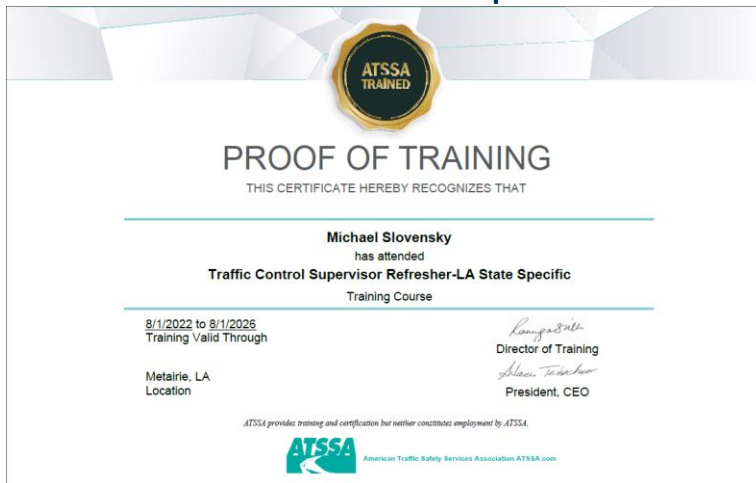 ATSSA
TRAINED
PROOF OF TRAINING
THIS CERTIFICATE HEREBY RECOGNIZES THAT
Michael Slovensky
has attended
Traffic Control Supervisor Refresher-LA State Specific
Training Course
8/1/2022 to 8/1/2026
Training Valid Through
Director of Training
Metairie, LA
Location
President, CEO
ATSSA provides training and certification but neither constitutes employment by ATSSA.
ATSSA
American Traffic Safety Services Association ATSSA.com